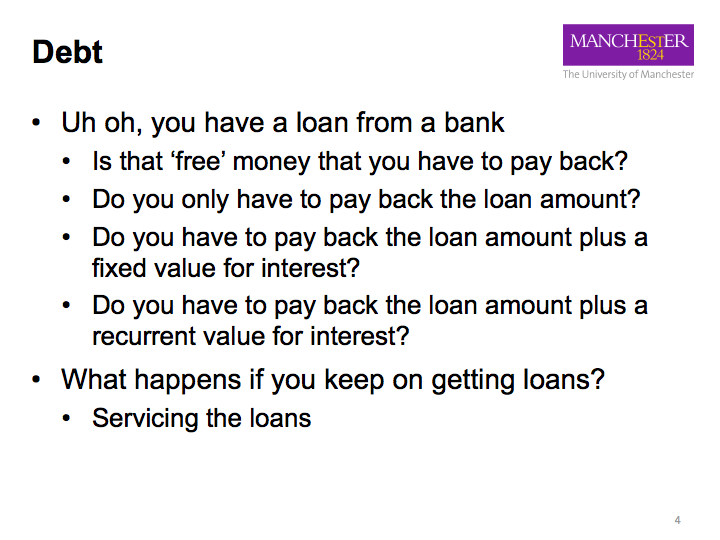 Debt
MANCHESTER
1824
The University of Manchester
• Uh oh, you have a loan from a bank
• Is that ‘free’ money that you have to pay back?
• Do you only have to pay back the loan amount?
• Do you have to pay back the loan amount plus a
fixed value for interest?
• Do you have to pay back the loan amount plus a
recurrent value for interest?
• What happens if you keep on getting loans?
• Servicing the loans
4